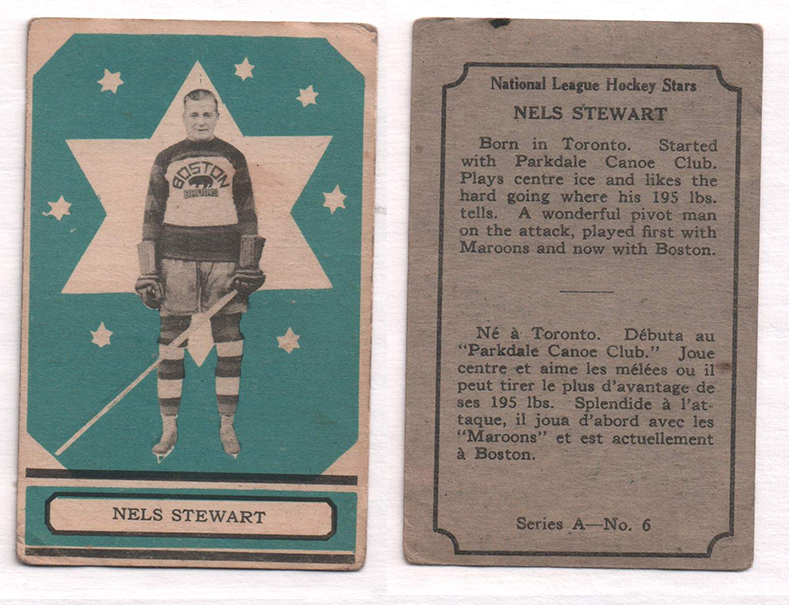 BOSTON
BRUINS
NELS STEWART
National League Hockey Stars
NELS STEWART
Born in Toronto. Started
with Parkdale Canoe Club.
Plays centre ice and likes the
hard going where his 195 lbs.
tells. A wonderful pivot man
on the attack, played first with
Maroons and now with Boston.
Né à Toronto. Débuta au
"Parkdale Canoe Club." Joue
centre et aime les mélées ou il
peut tirer le plus d'avantage de
ses 195 lbs. Splendide à l'at-
taque, il joua d'abord avec les
"Maroons" et est actuellement
à Boston.
Series A—No. 6